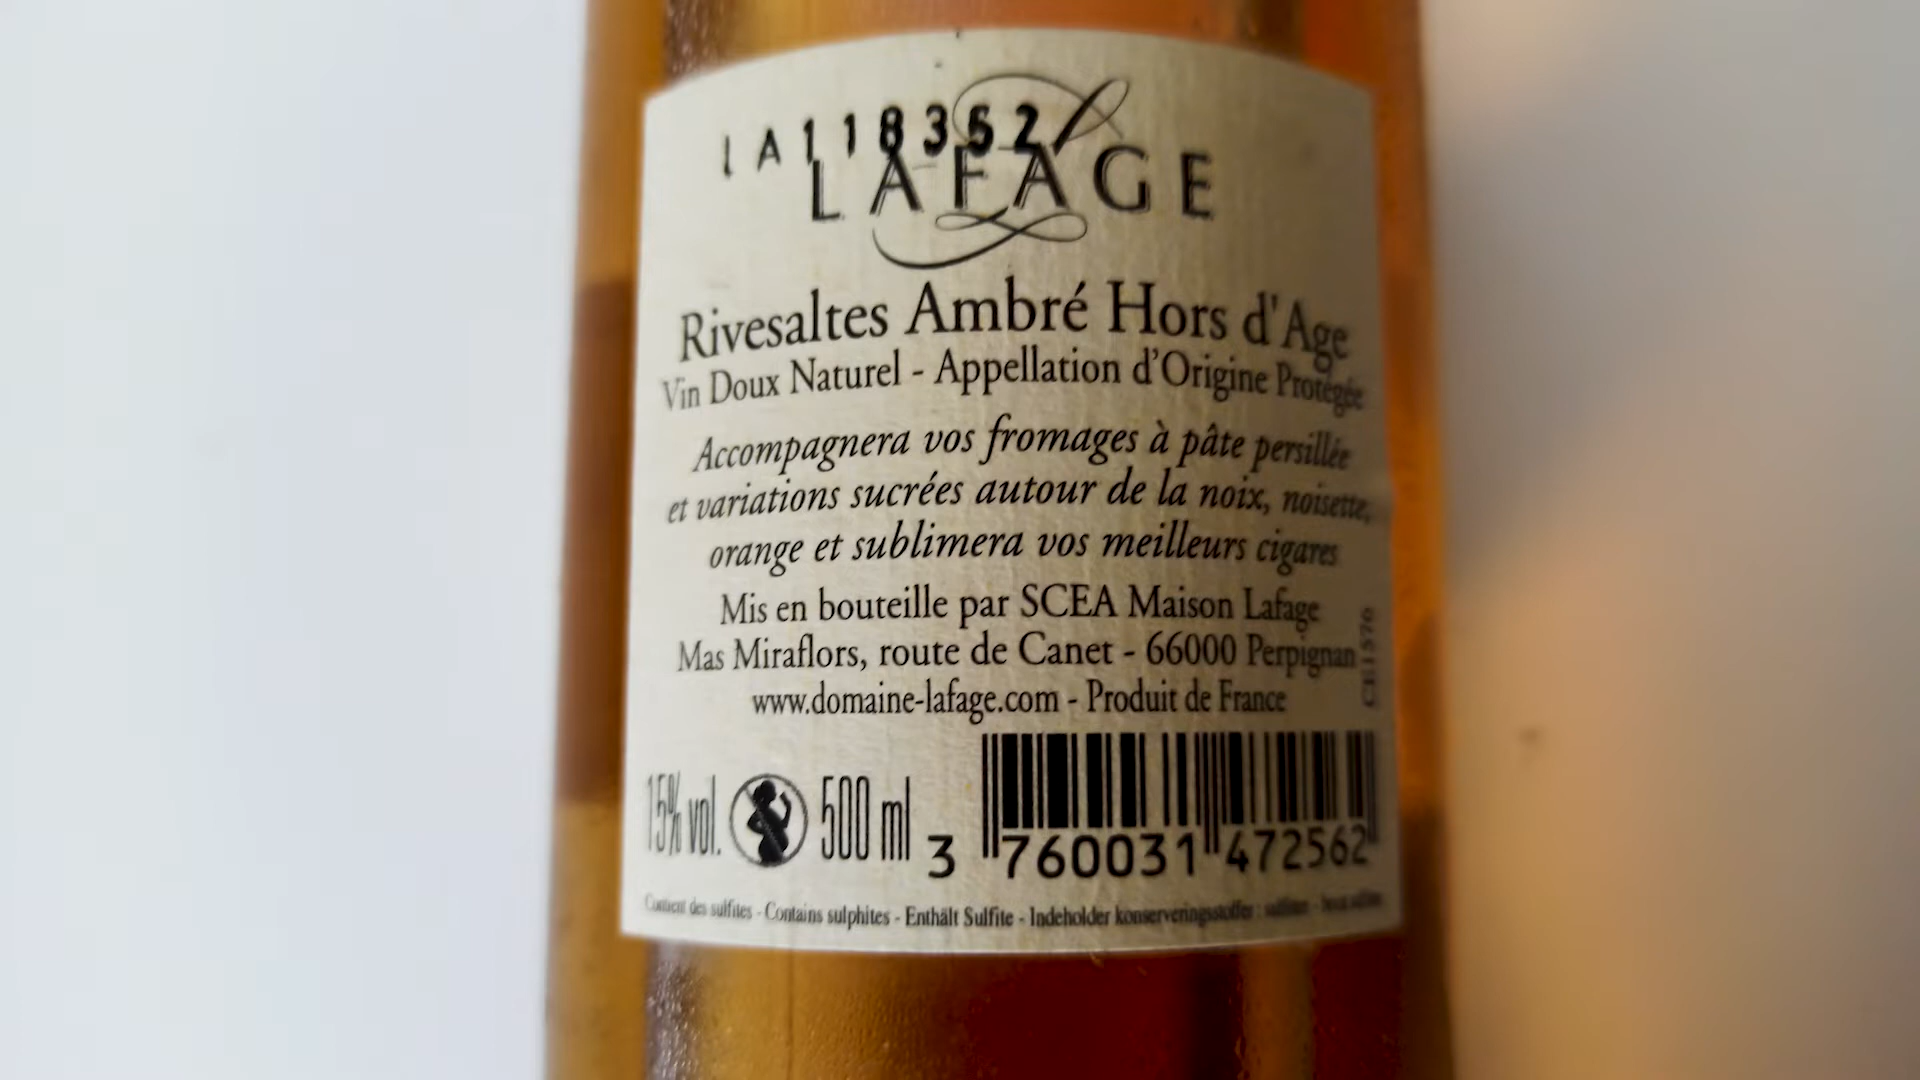 LA118352
LAFAGE
Rivesaltes Ambré Hors d'Age
Vin Doux Naturel - Appellation d'Origine Protégée
Accompagnera vos fromages à pâte persillée
et variations sucrées autour de la noix, noisette,
orange et sublimera vos meilleurs cigares
Mis en bouteille par SCEA Maison Lafage
Mas Miraflors, route de Canet - 66000 Perpignan
www.domaine-lafage.com - Produit de France
CE1576
15% vol. 500 ml 3 760031 472562
Contient des sulfites - Contains sulphites - Enthält Sulfite - Indeholder konserveringsstoffer : sulfitter -